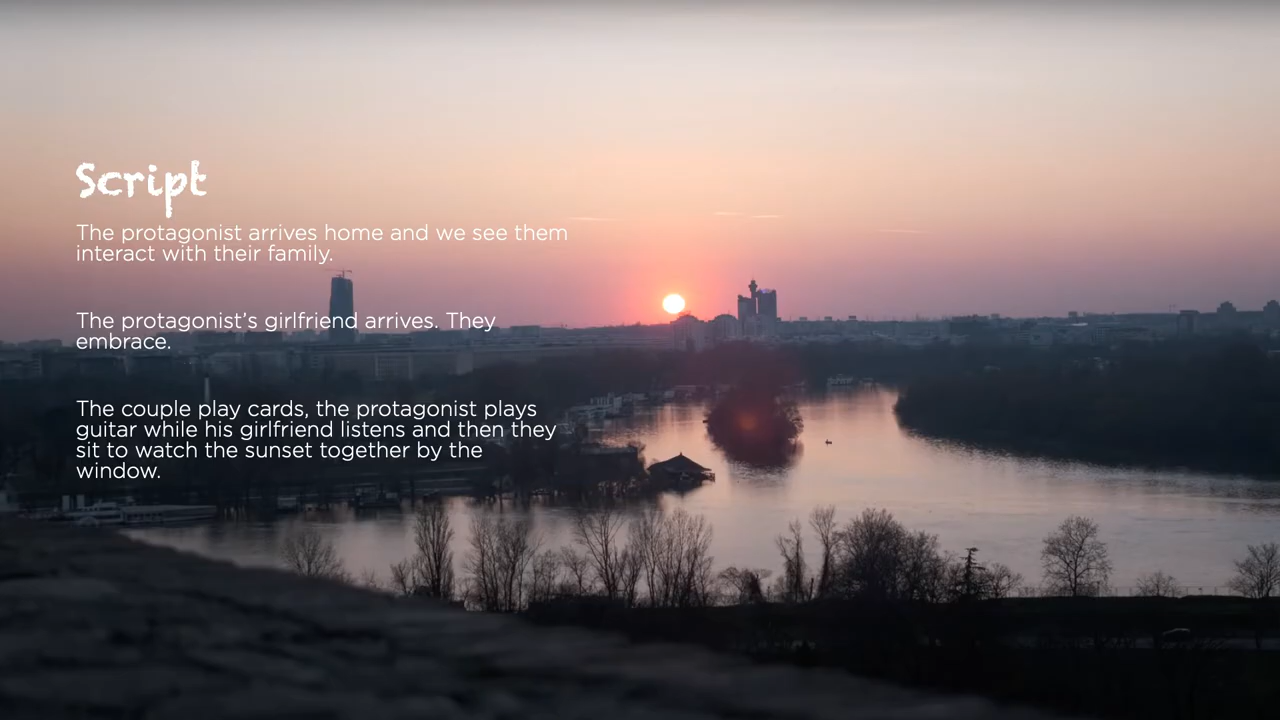 Script
The protagonist arrives home and we see them
interact with their family.
The protagonist’s girlfriend arrives. They
embrace.
The couple play cards, the protagonist plays
guitar while his girlfriend listens and then they
sit to watch the sunset together by the
window.